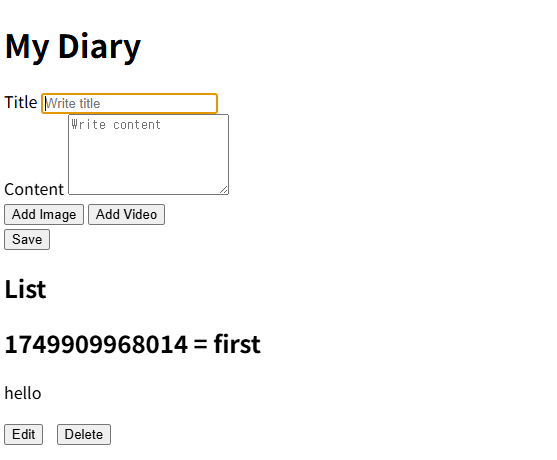 My Diary
Title Write title
Write content
Content
Add Image Add Video
Save
List
1749909968014 = first
hello
Edit Delete